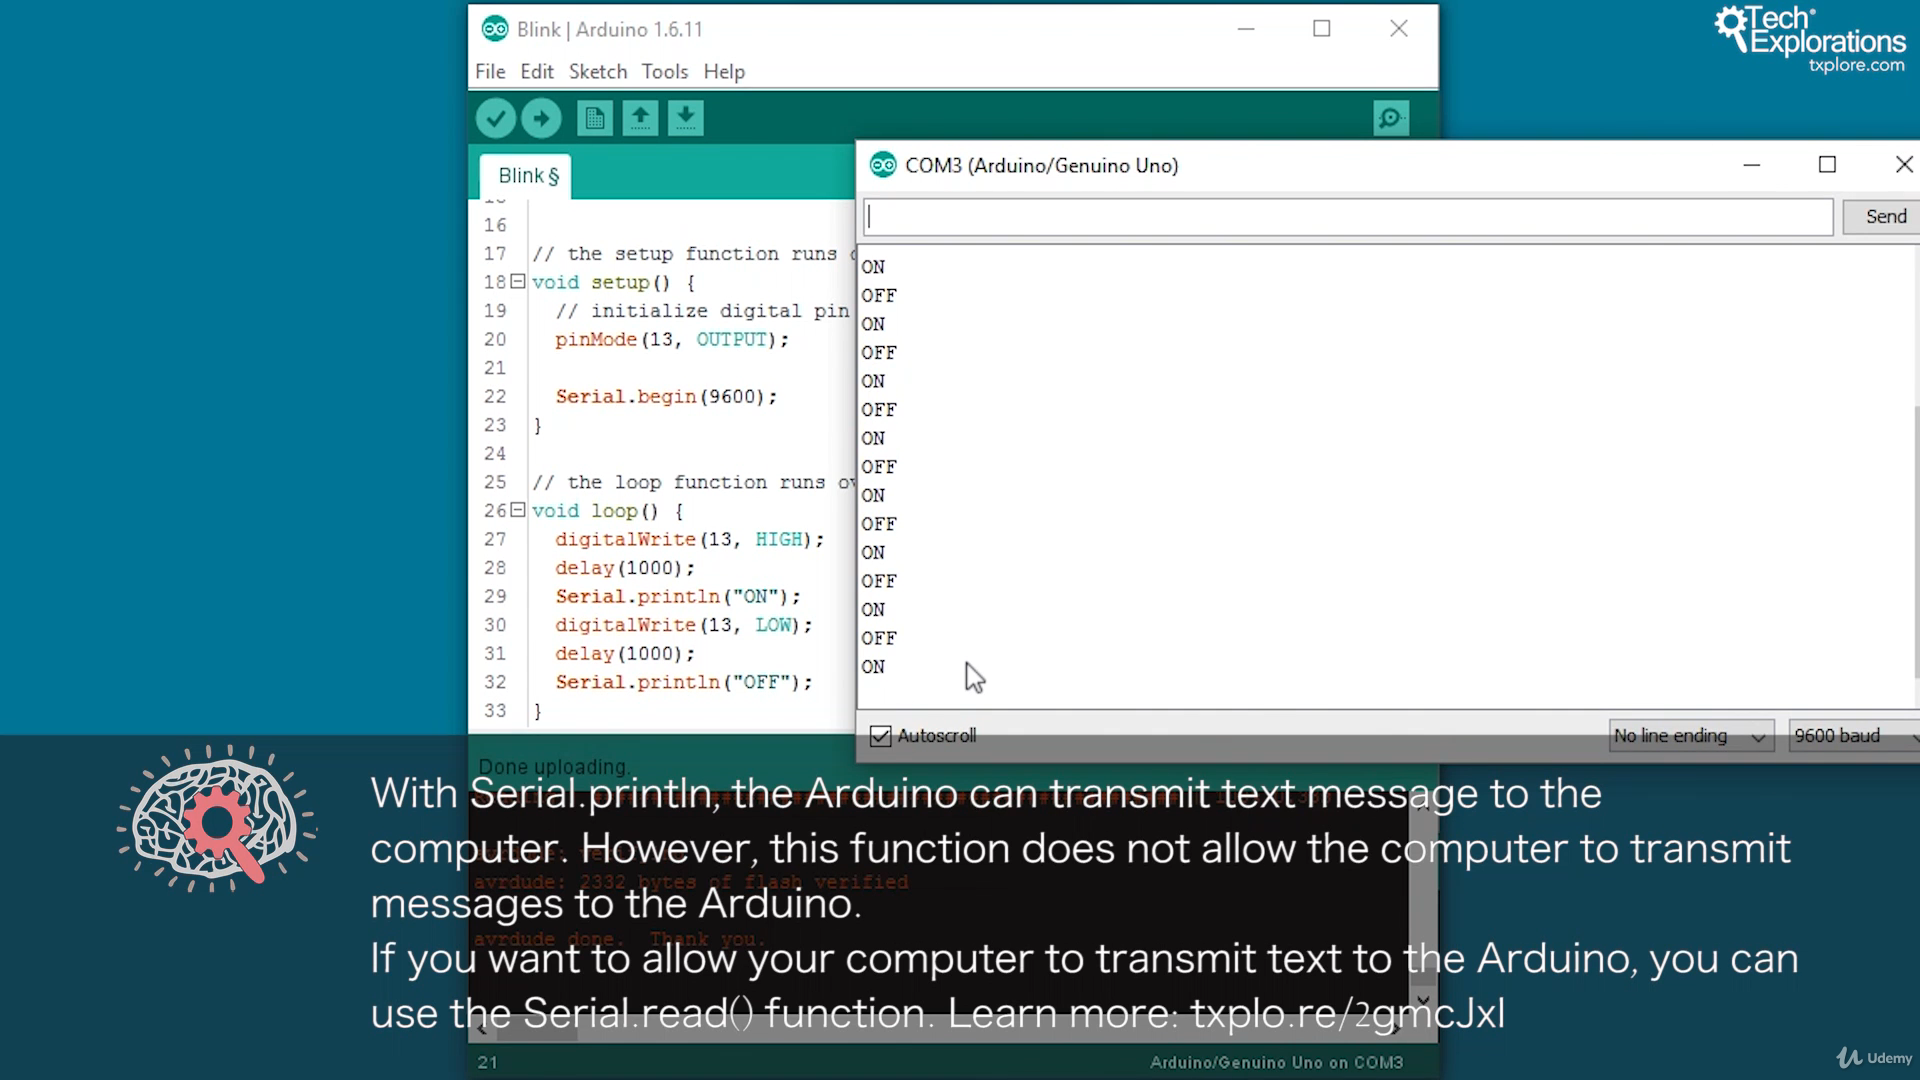 Blink | Arduino 1.6.11
Tech Explorations
txplore.com
File Edit Sketch Tools Help
COM3 (Arduino/Genuino Uno)
Blink §
Send
16
17 // the setup function runs
18 void setup() {
19 // initialize digital pin
20 pinMode(13, OUTPUT);
21
22 Serial.begin(9600);
23 }
24
25 // the loop function runs
26 void loop() {
27 digitalWrite(13, HIGH);
28 delay(1000);
29 Serial.println("ON");
30 digitalWrite(13, LOW);
31 delay(1000);
32 Serial.println("OFF");
33 }
ON
OFF
ON
OFF
ON
OFF
ON
OFF
ON
OFF
ON
OFF
ON
OFF
ON
Autoscroll
No line ending
9600 baud
Done uploading.
With Serial.println, the Arduino can transmit text message to the
computer. However, this function does not allow the computer to transmit
avrdude: 2332 bytes of flash verified
messages to the Arduino.
avrdude done. Thank you.
If you want to allow your computer to transmit text to the Arduino, you can
use the Serial.read() function. Learn more: txplo.re/2gmcJxl
21
Arduino/Genuino Uno on COM3
Udemy